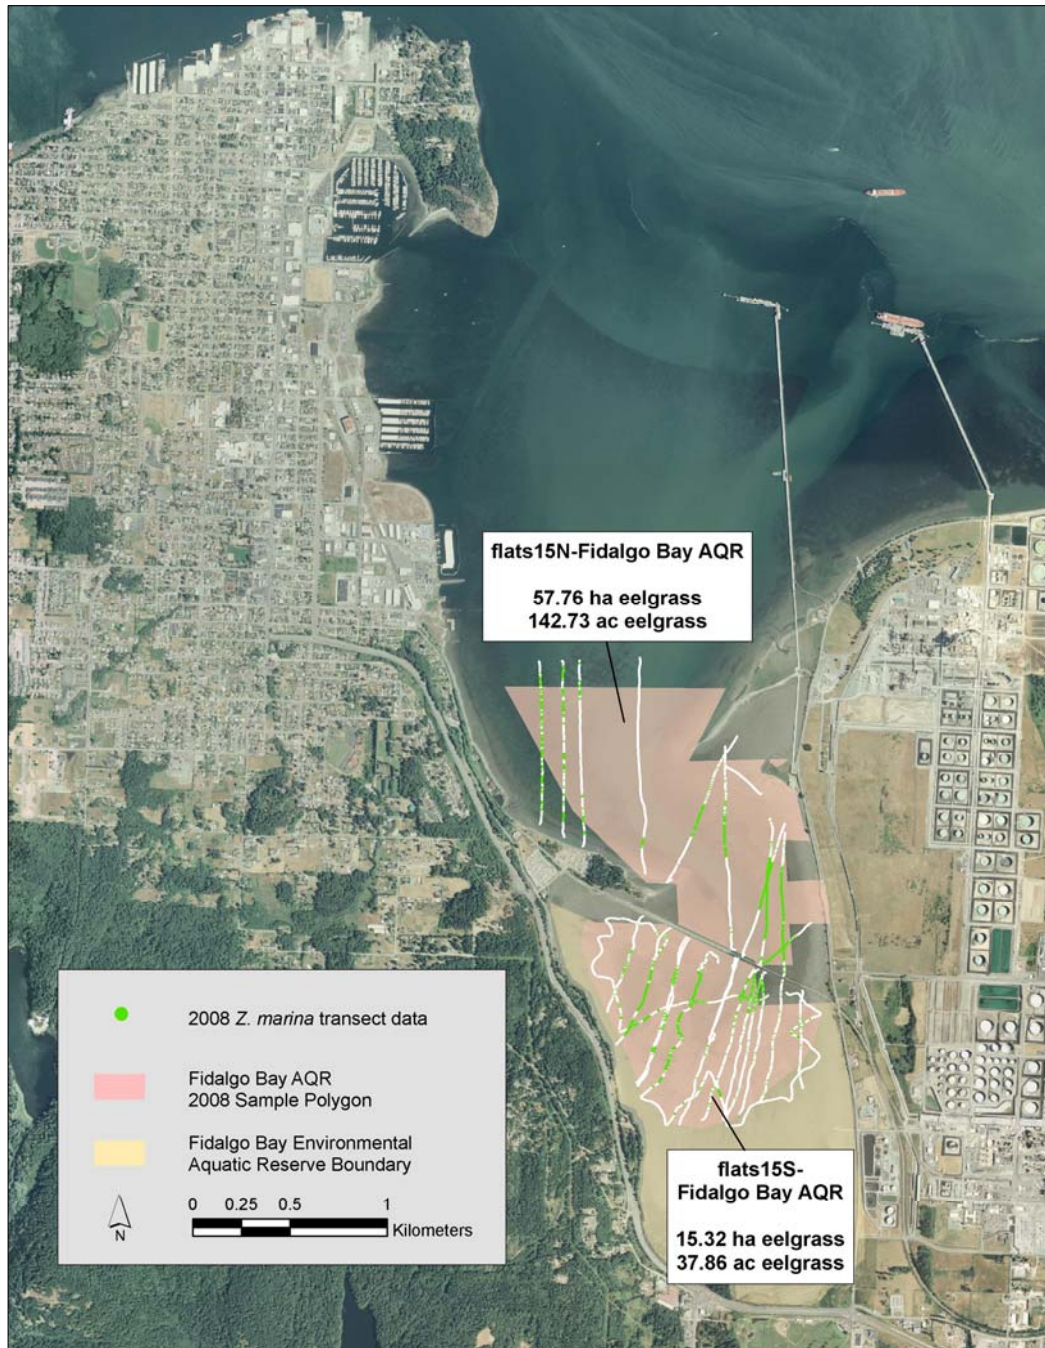 flats15N-Fidalgo Bay AQR
57.76 ha eelgrass
142.73 ac eelgrass
2008 Z. marina transect data
Fidalgo Bay AQR
2008 Sample Polygon
Fidalgo Bay Environmental
Aquatic Reserve Boundary
N
0 0.25 0.5 1
Kilometers
flats15S-
Fidalgo Bay AQR
15.32 ha eelgrass
37.86 ac eelgrass